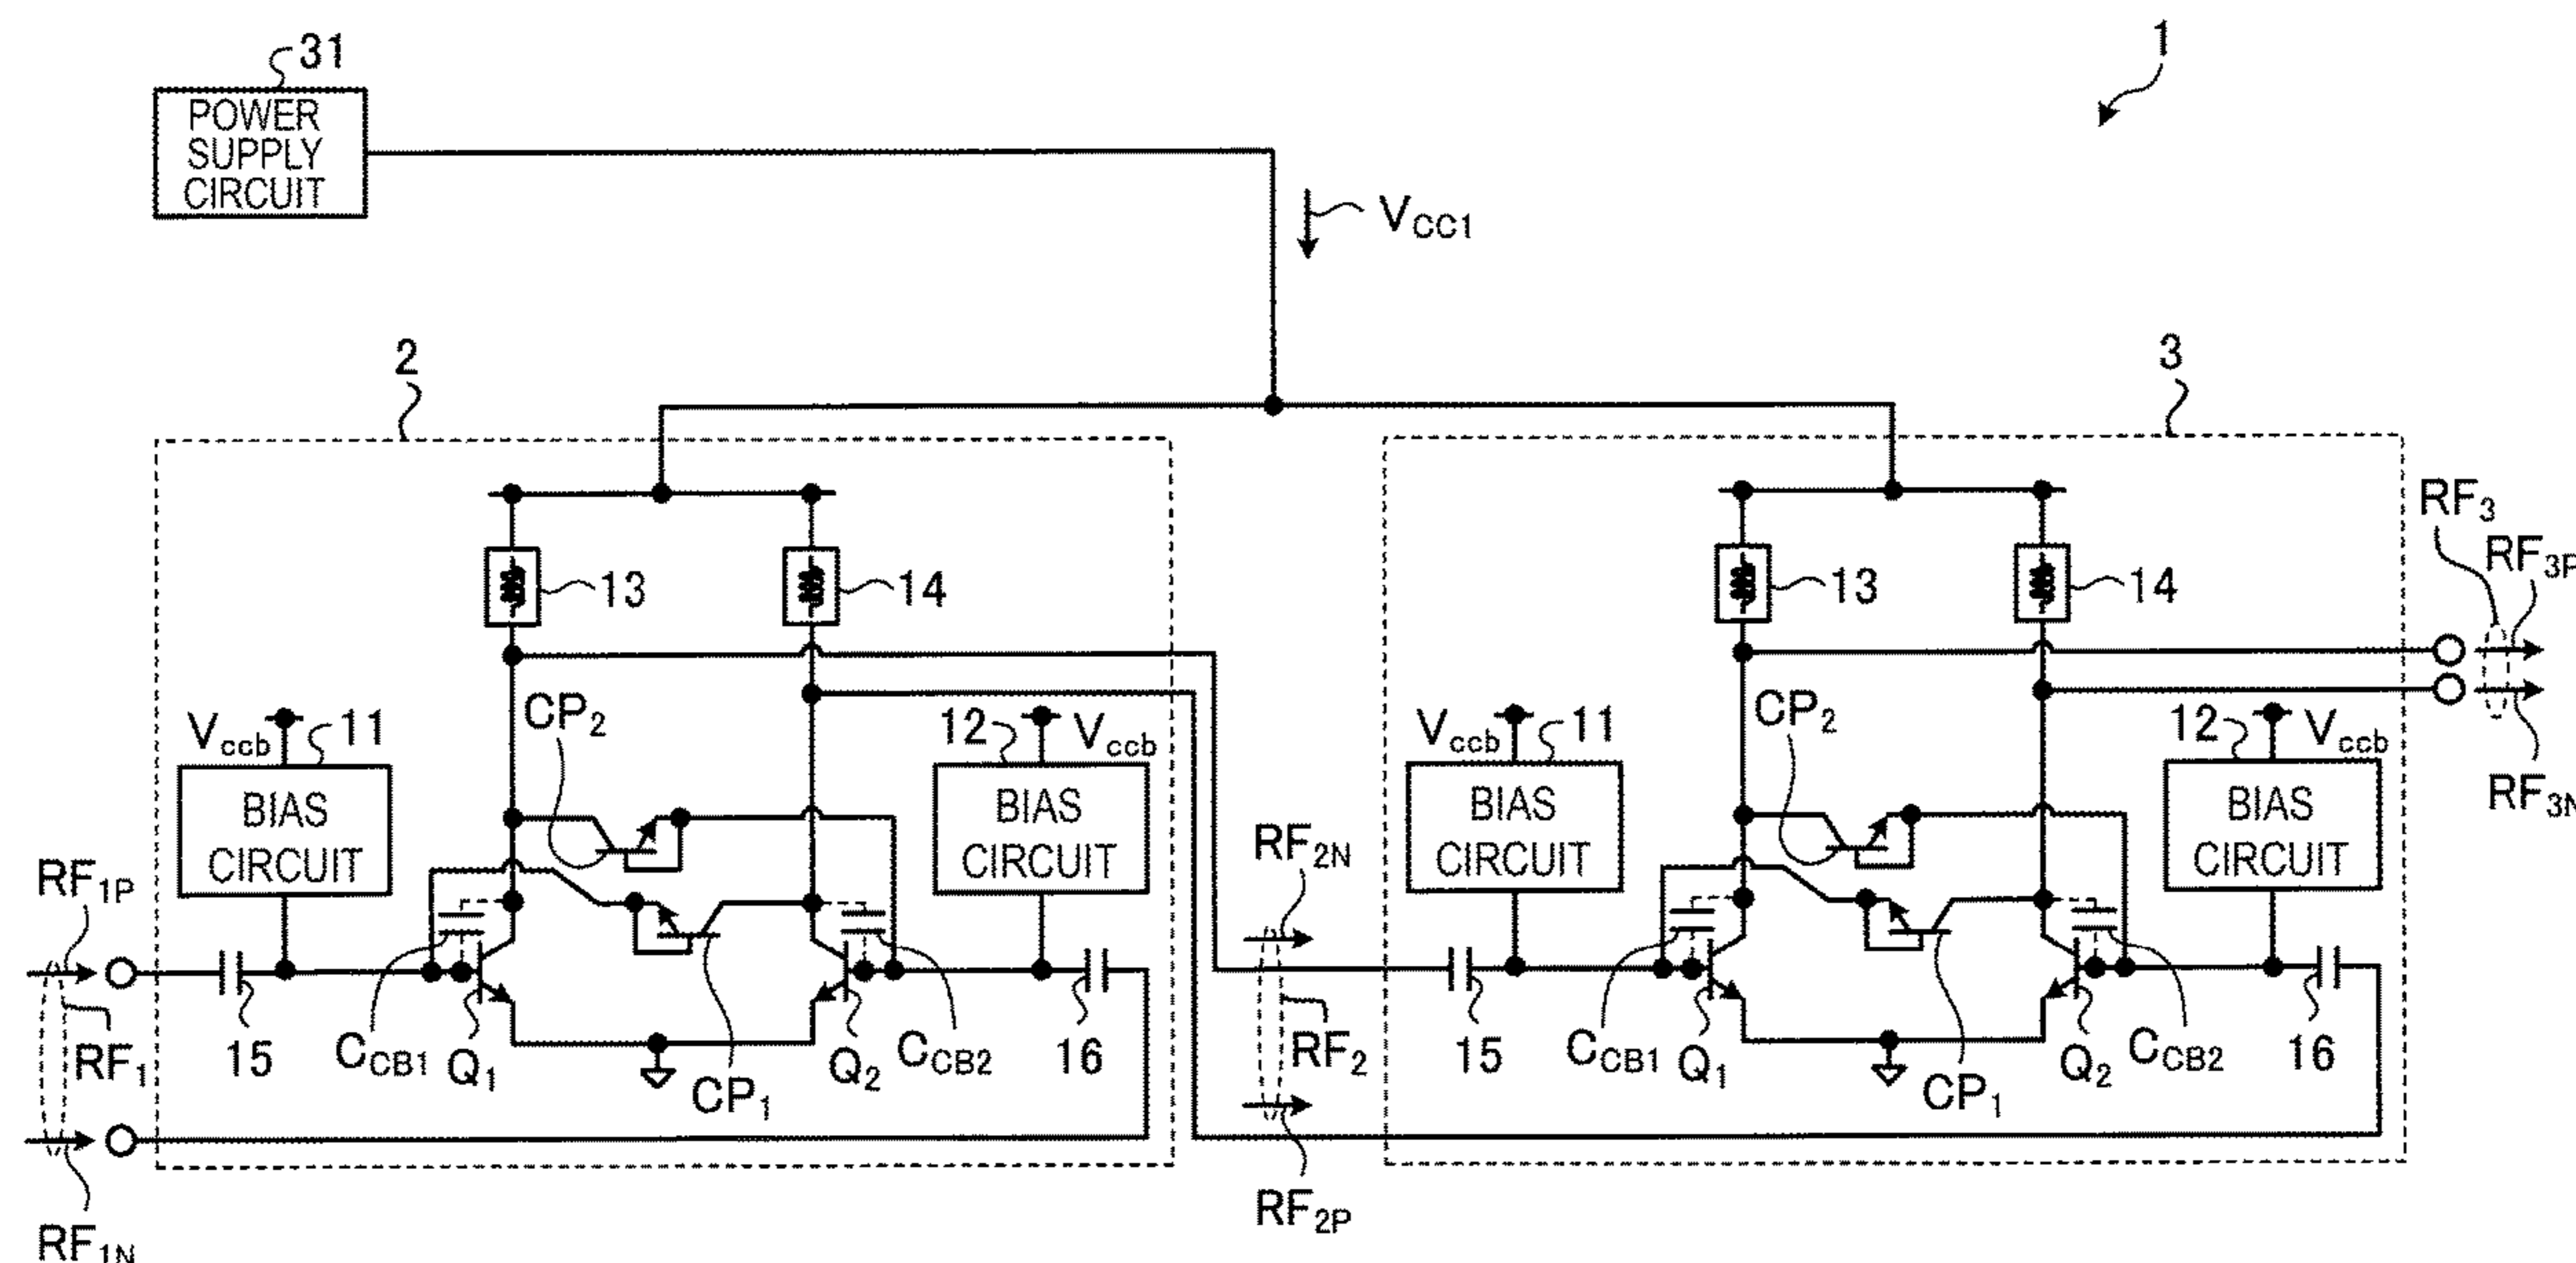 31
POWER
SUPPLY
CIRCUIT
1
VCC1
2
3
13
14
13
14
RF3
RF3P
RF3N
CP2
CP2
Vccb
11
12
Vccb
Vccb
11
12
Vccb
BIAS
CIRCUIT
BIAS
CIRCUIT
BIAS
CIRCUIT
BIAS
CIRCUIT
RF1P
RF2N
RF1
15
CCB1
Q1
CP1
Q2
CCB2
16
RF2
15
CCB1
Q1
CP1
Q2
CCB2
16
RF1N
RF2P